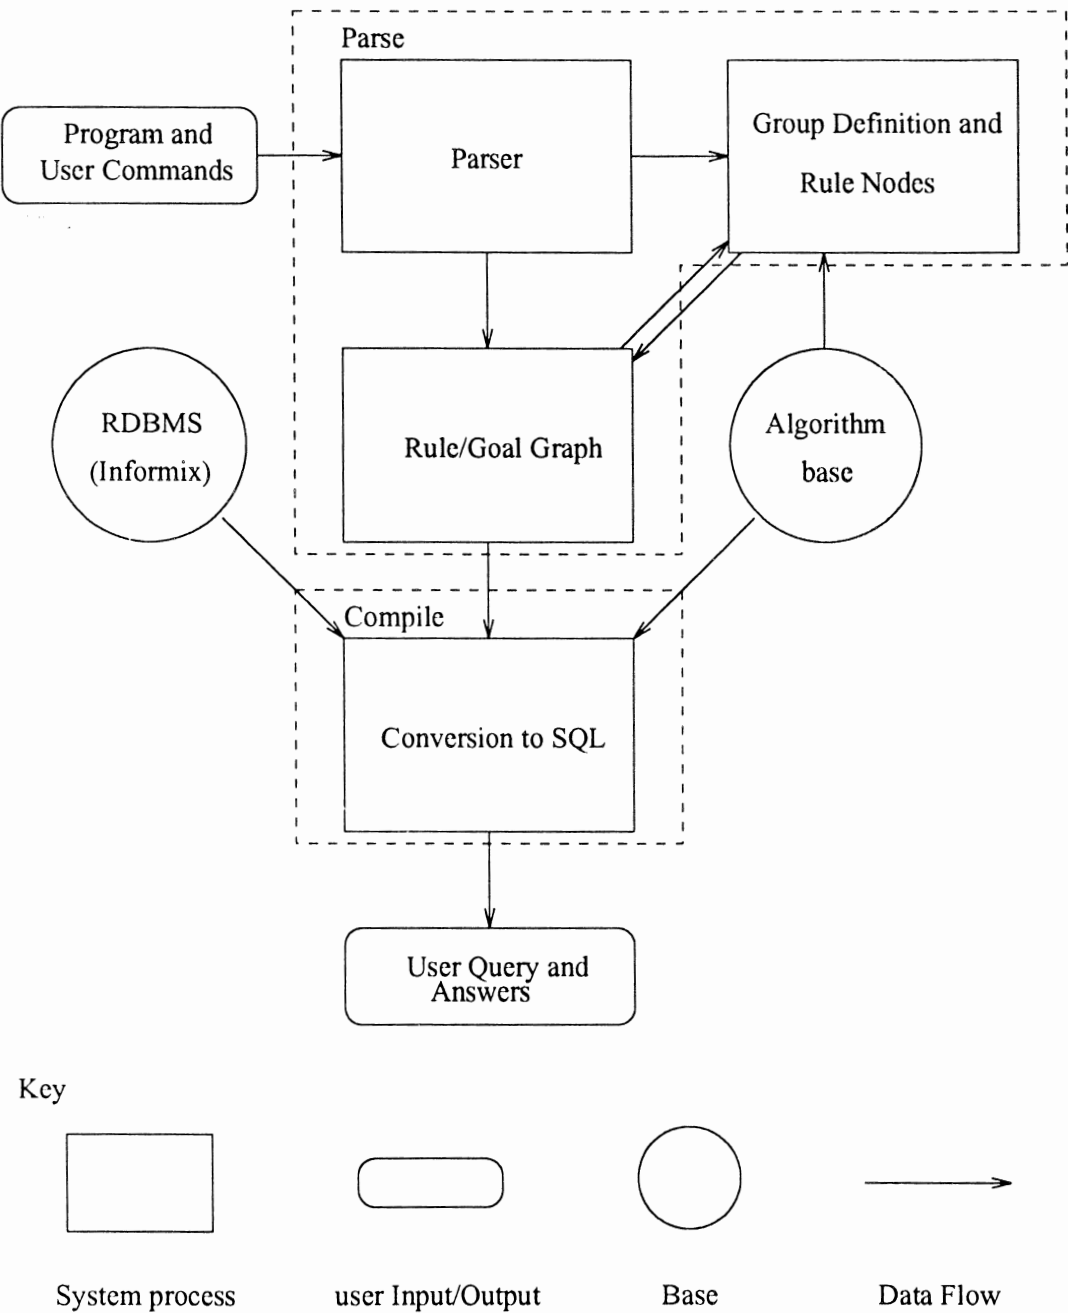 Parse
Program and
User Commands
Parser
Group Definition and
Rule Nodes
RDBMS
(Informix)
Rule/Goal Graph
Algorithm
base
Compile
Conversion to SQL
User Query and
Answers
Key
System process
user Input/Output
Base
Data Flow